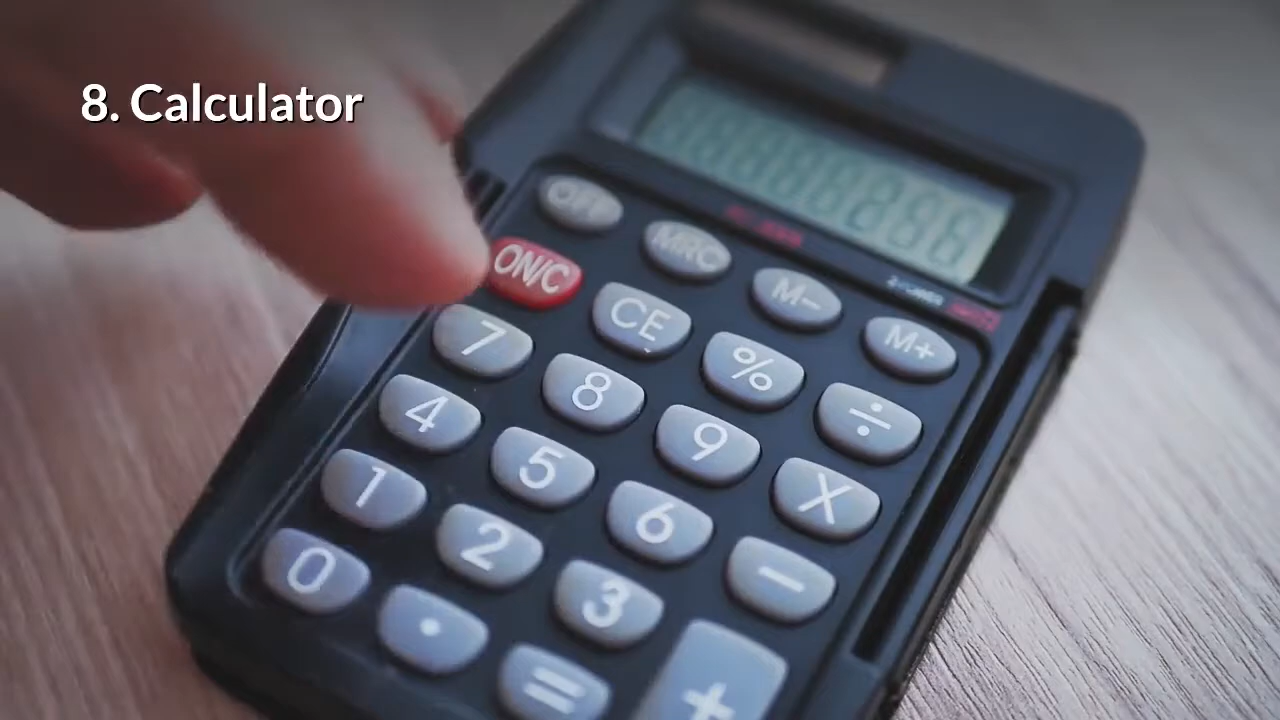 8. Calculator
OFF
MRC
M−
M+
ON/C
CE
%
÷
7
8
9
X
4
5
6
−
1
2
3
+
0
.
=